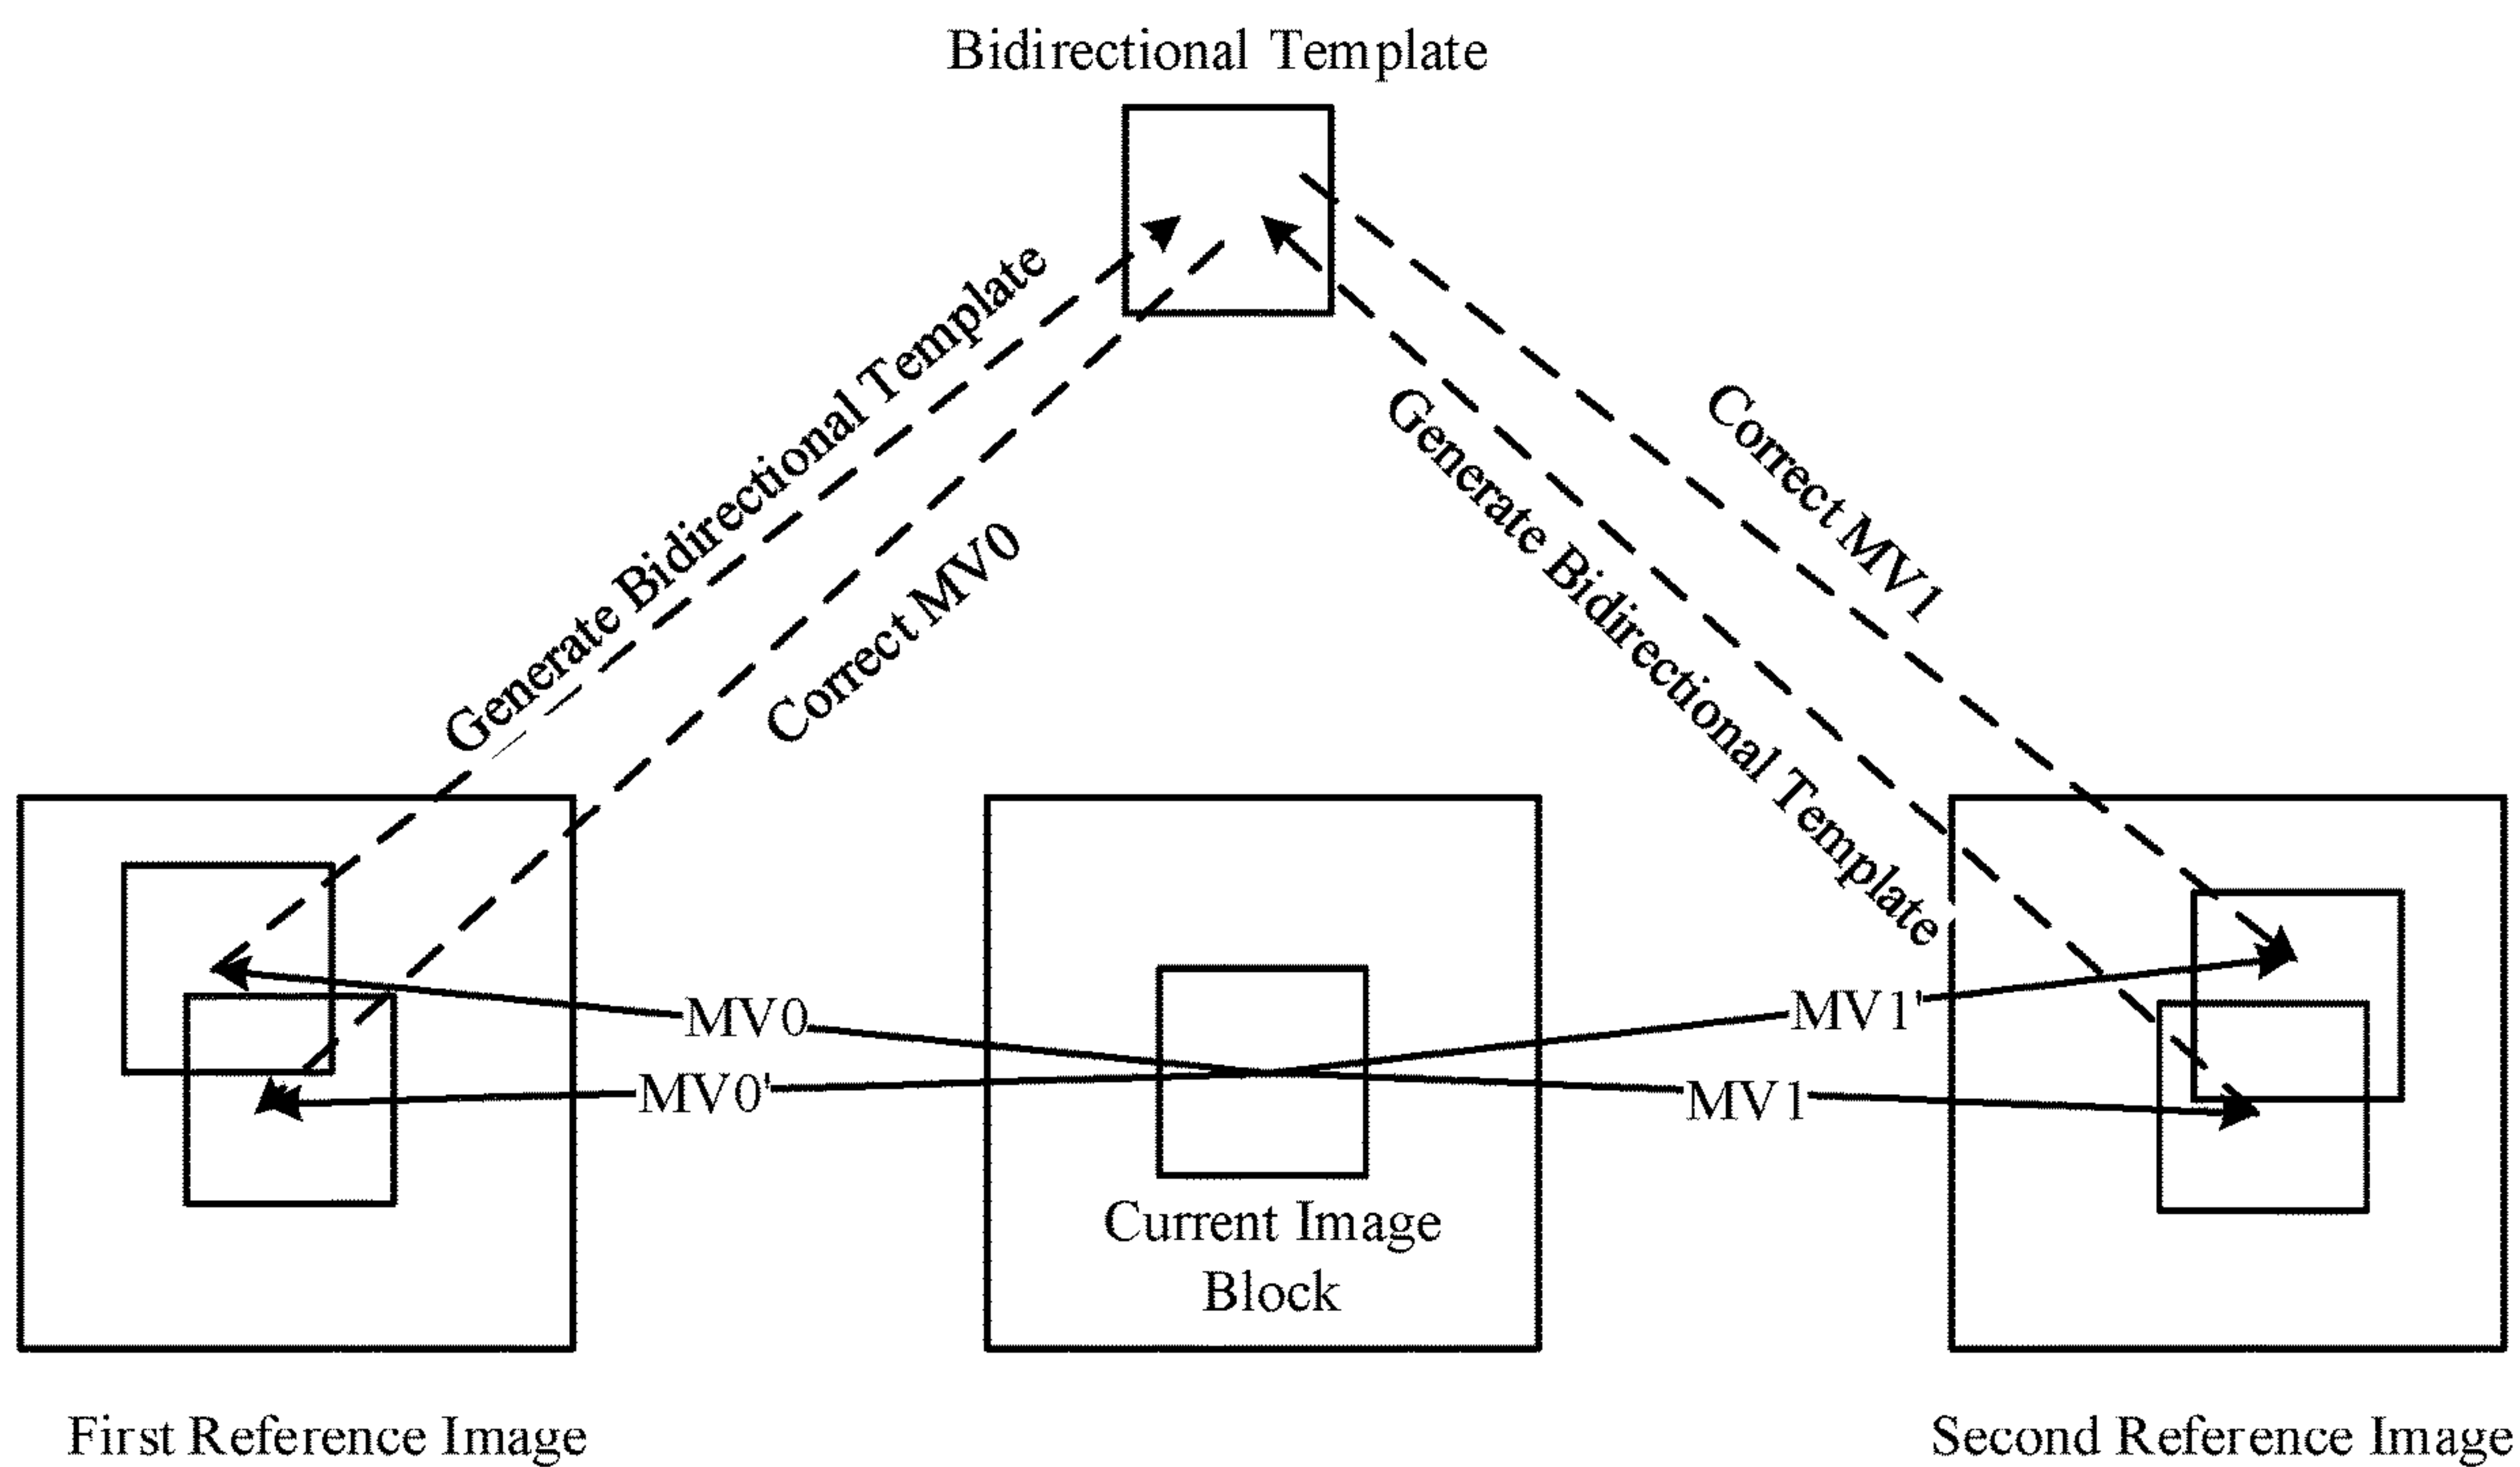 Bidirectional Template
Generate Bidirectional Template
Correct MV0
Generate Bidirectional Template
Correct MV1
MV0
MV0'
MV1'
MV1
Current Image
Block
First Reference Image
Second Reference Image